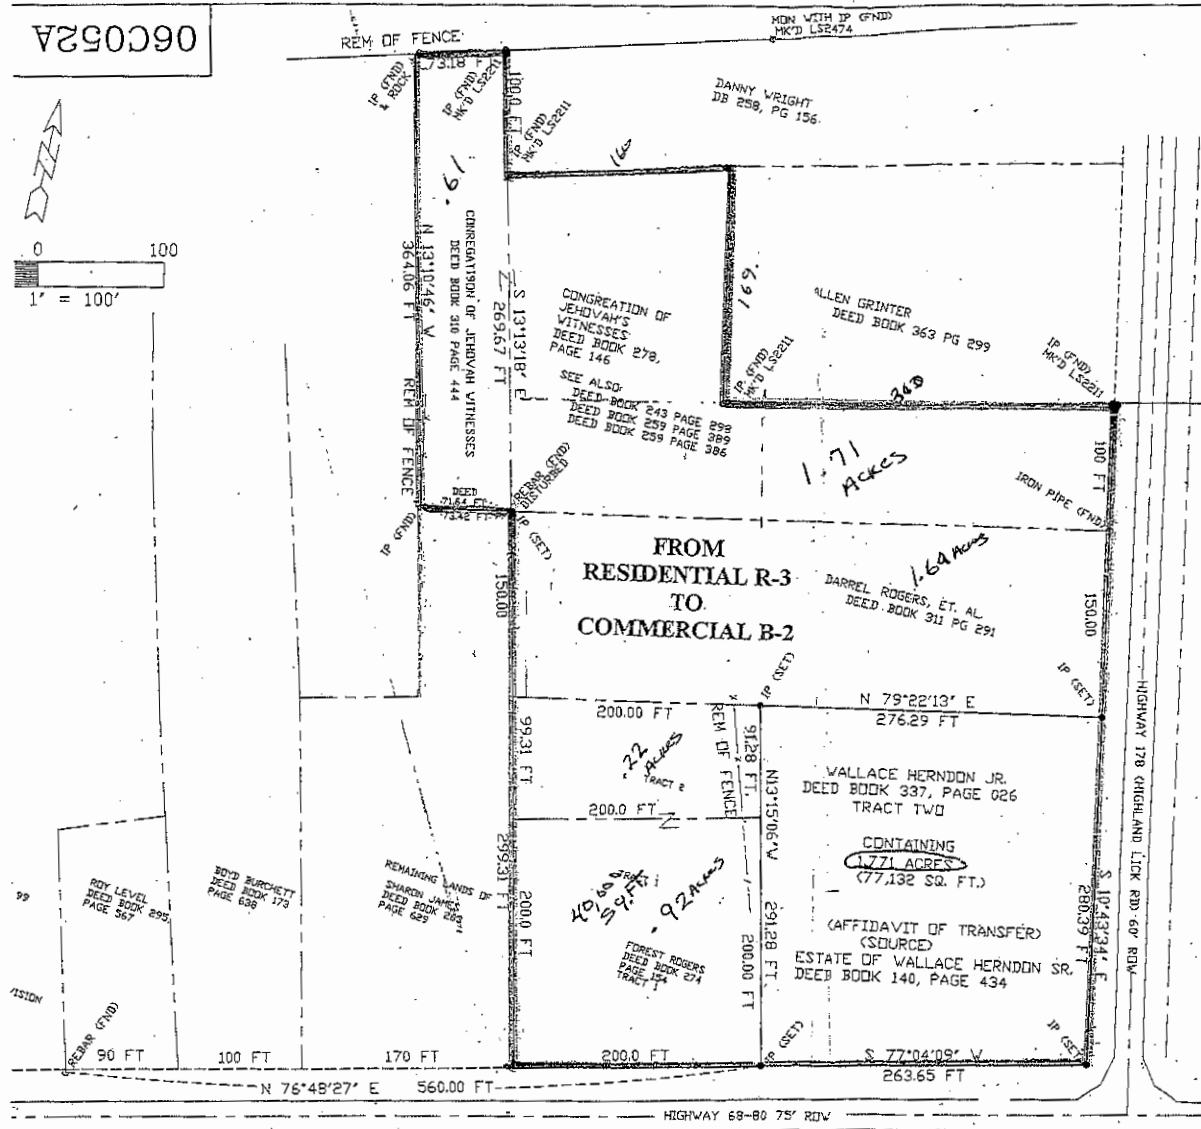 06C052A
REM OF FENCE
MON WITH IP (FND)
MK'D LS2474
73.18 FT
IP (FND)
& ROCK
IP (FND)
MK'D LS2211
100.0 FT
IP (FND)
MK'D LS2211
DANNY WRIGHT
DB 258, PG 156
166
.61
0 100
1" = 100'
N 13°10'46" W
364.06 FT
REM OF FENCE
CONREGATISON OF JEHOVAH WITNESSES
DEED BOOK 310 PAGE 444
S 13°13'18" E
269.67 FT
CONGREATION OF
JEHOVAH'S
WITNESSES
DEED BOOK 278,
PAGE 146
SEE ALSO:
DEED BOOK 243 PAGE 299
DEED BOOK 259 PAGE 389
DEED BOOK 259 PAGE 386
169.
ALLEN GRINTER
DEED BOOK 363 PG 299
IP (FND)
MK'D LS2211
IP (FND)
MK'D LS2211
340
1.71
ACRES
100 FT
IRON PIPE (FND)
DEED
71.64 FT
73.42 FT
REBAR (FND)
DISTURBED
IP (FND)
IP (SET)
150.00
FROM
RESIDENTIAL R-3
TO
COMMERCIAL B-2
1.64 Acres
DARREL ROGERS, ET. AL.
DEED BOOK 311 PG 291
150.00
IP (SET)
IP (SET)
200.00 FT
N 79°22'13" E
276.29 FT
99.31 FT
.22
ACRES
TRACT 2
REM OF FENCE
91.28 FT.
N13°15'06"W
200.0 FT
WALLACE HERNDON JR.
DEED BOOK 337, PAGE 026
TRACT TWO
CONTAINING
1.771 ACRES
(77,132 SQ. FT.)
(AFFIDAVIT OF TRANSFER)
(SOURCE)
ESTATE OF WALLACE HERNDON SR.
DEED BOOK 140, PAGE 434
S 10°43'34" E
280.39 FT
HIGHWAY 178 (HIGHLAND LICK RD) 60' ROW
299.31 FT
200.0 FT
TRACT 1
40,000
SQ.FT.
.92 Acres
FOREST ROGERS
DEED BOOK 274
PAGE 154
TRACT 1
200.00 FT
291.28 FT.
99
ROY LEVEL
DEED BOOK 295
PAGE 567
BOYD BURCHETT
DEED BOOK 173
PAGE 638
REMAINING LANDS OF
SHARON JAMES
DEED BOOK 263
PAGE 629
VISION
REBAR (FND)
IP (SET)
IP (SET)
90 FT 100 FT 170 FT 200.0 FT S 77°04'09" W
263.65 FT
N 76°48'27" E 560.00 FT
HIGHWAY 68-80 75' ROW